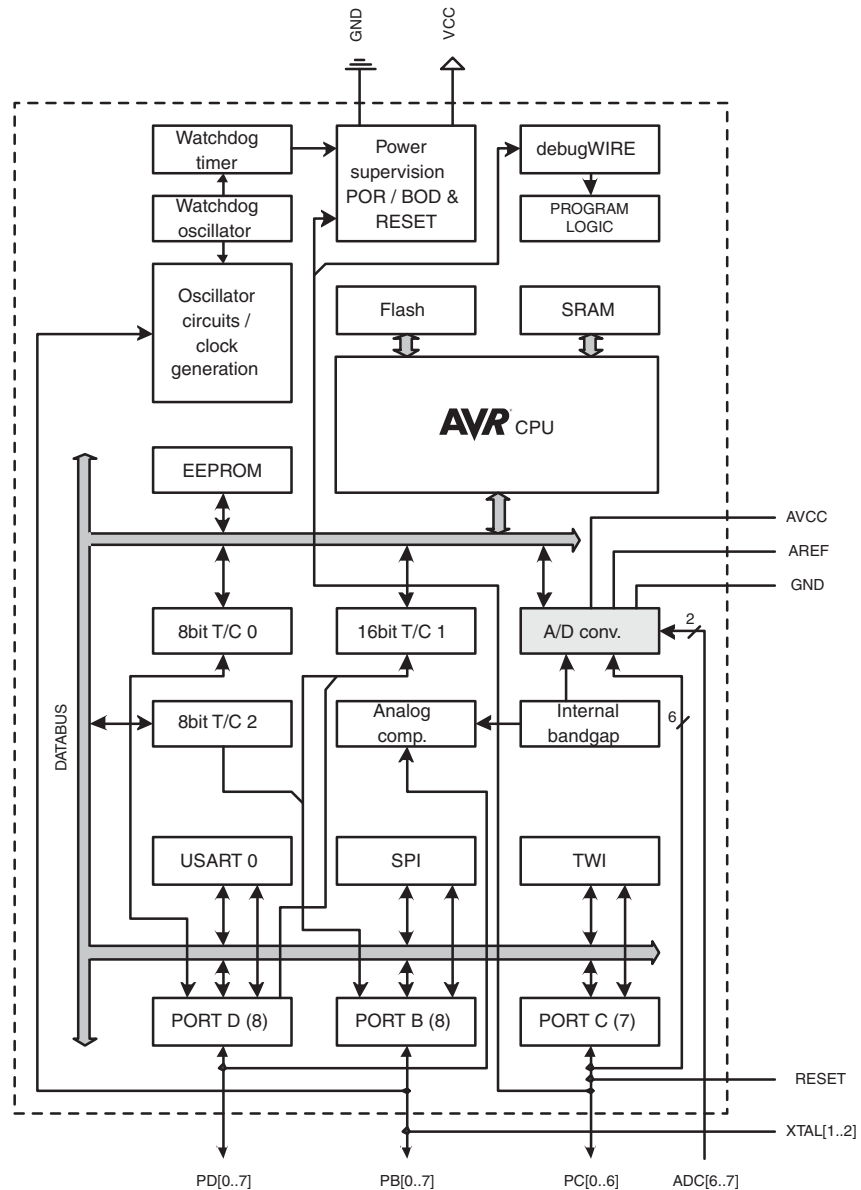 GND
VCC
Watchdog
timer
Power
supervision
POR / BOD &
RESET
debugWIRE
Watchdog
oscillator
PROGRAM
LOGIC
Oscillator
circuits /
clock
generation
Flash
SRAM
AVR CPU
EEPROM
AVCC
AREF
GND
8bit T/C 0
16bit T/C 1
A/D conv.
2
8bit T/C 2
Analog
comp.
Internal
bandgap
6
DATABUS
USART 0
SPI
TWI
PORT D (8)
PORT B (8)
PORT C (7)
RESET
XTAL[1..2]
PD[0..7]
PB[0..7]
PC[0..6]
ADC[6..7]